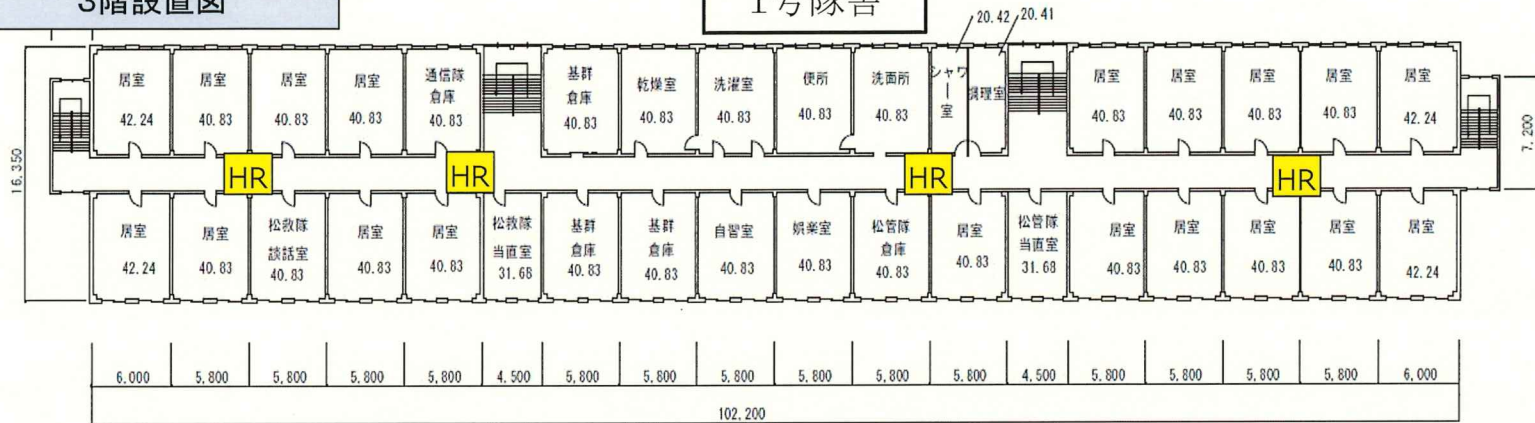 3階設置図
1号隊舎
20.42
20.41
居室
42.24
居室
40.83
居室
40.83
居室
40.83
通信隊
倉庫
40.83
基群
倉庫
40.83
乾燥室
40.83
洗濯室
40.83
便所
40.83
洗面所
40.83
シャワ
ー
室
調理室
居室
40.83
居室
40.83
居室
40.83
居室
40.83
居室
42.24
16,350
7,200
HR
HR
HR
HR
居室
42.24
居室
40.83
松救隊
談話室
40.83
居室
40.83
居室
40.83
松救隊
当直室
31.68
基群
倉庫
40.83
基群
倉庫
40.83
自習室
40.83
娯楽室
40.83
松管隊
倉庫
40.83
居室
40.83
松管隊
当直室
31.68
居室
40.83
居室
40.83
居室
40.83
居室
40.83
居室
42.24
6,000
5,800
5,800
5,800
5,800
4,500
5,800
5,800
5,800
5,800
5,800
5,800
4,500
5,800
5,800
5,800
5,800
6,000
102,200